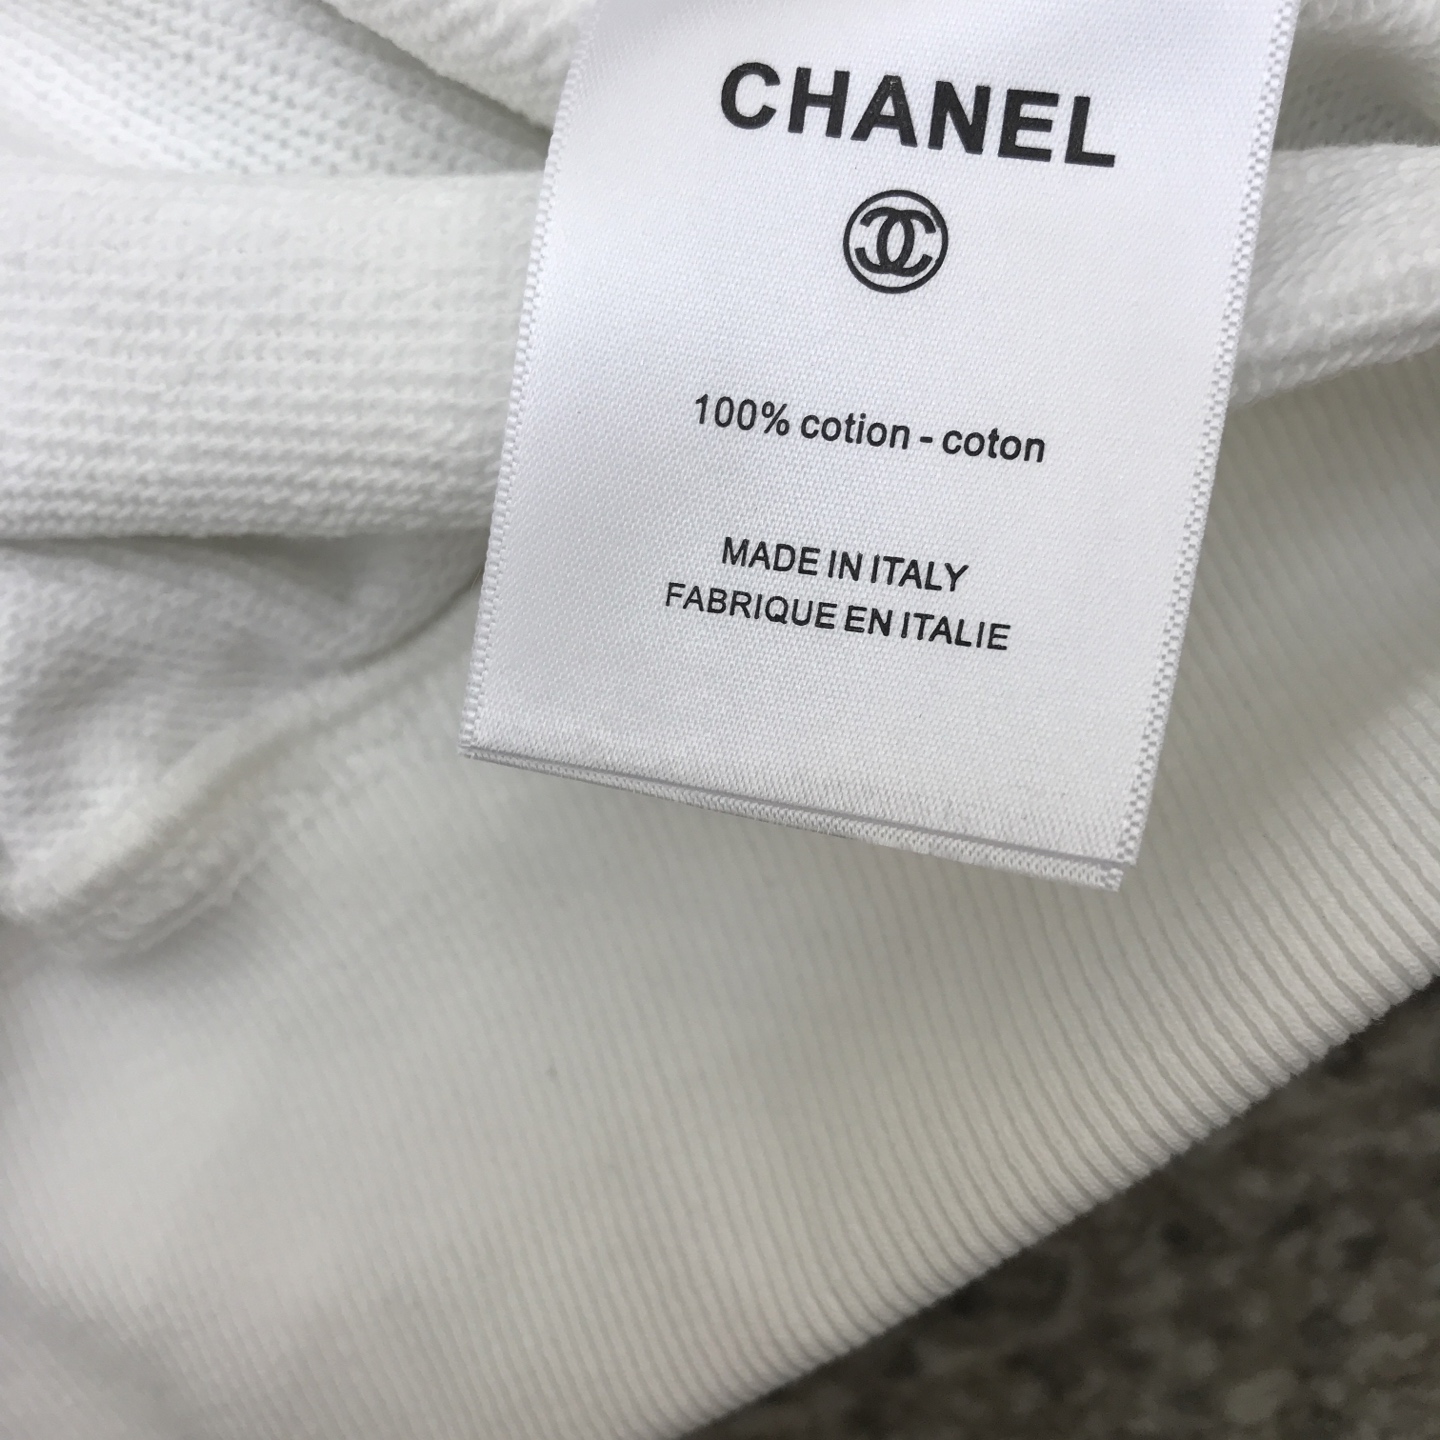 CHANEL
100% cotion - coton
MADE IN ITALY
FABRIQUE EN ITALIE